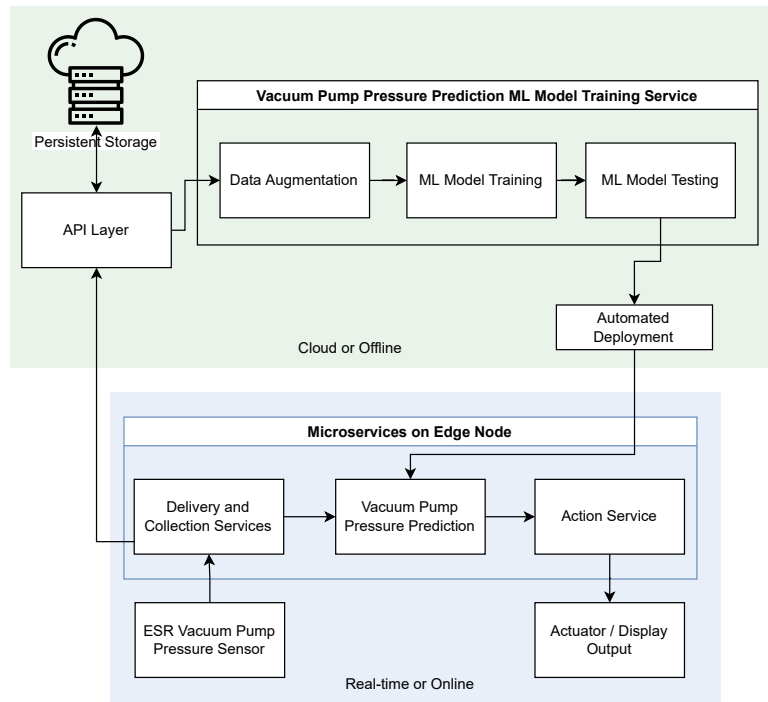 Persistent Storage
Vacuum Pump Pressure Prediction ML Model Training Service
Data Augmentation
ML Model Training
ML Model Testing
API Layer
Automated
Deployment
Cloud or Offline
Microservices on Edge Node
Delivery and
Collection Services
Vacuum Pump
Pressure Prediction
Action Service
ESR Vacuum Pump
Pressure Sensor
Actuator / Display
Output
Real-time or Online